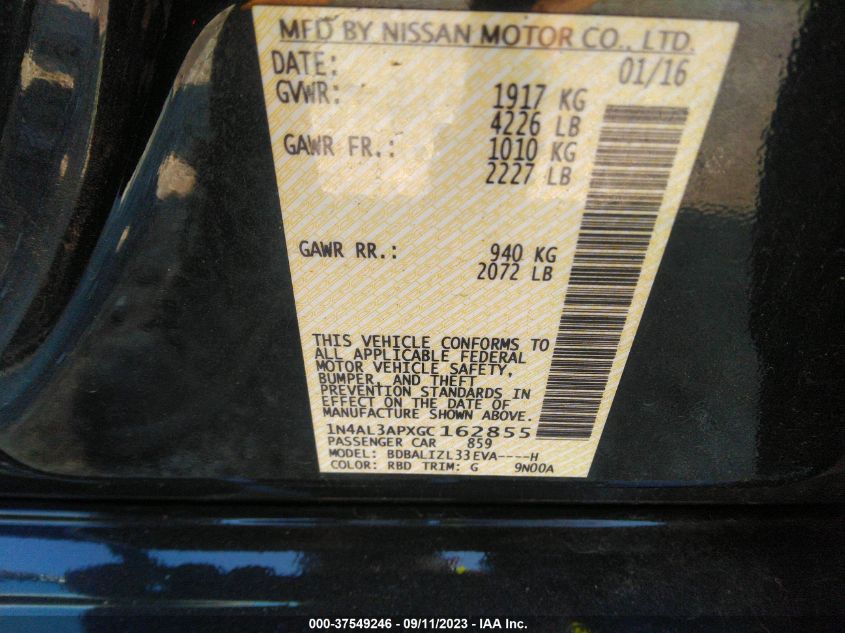 MFD BY NISSAN MOTOR CO., LTD.
DATE: 01/16
GVWR: 1917 KG
4226 LB
GAWR FR.: 1010 KG
2227 LB
GAWR RR.: 940 KG
2072 LB
THIS VEHICLE CONFORMS TO
ALL APPLICABLE FEDERAL
MOTOR VEHICLE SAFETY,
BUMPER, AND THEFT
PREVENTION STANDARDS IN
EFFECT ON THE DATE OF
MANUFACTURE SHOWN ABOVE.
1N4AL3APXGC162855
PASSENGER CAR 859
MODEL: BDBALIZL33EVA----H
COLOR: RBD TRIM: G 9N00A
000-37549246 - 09/11/2023 - IAA Inc.